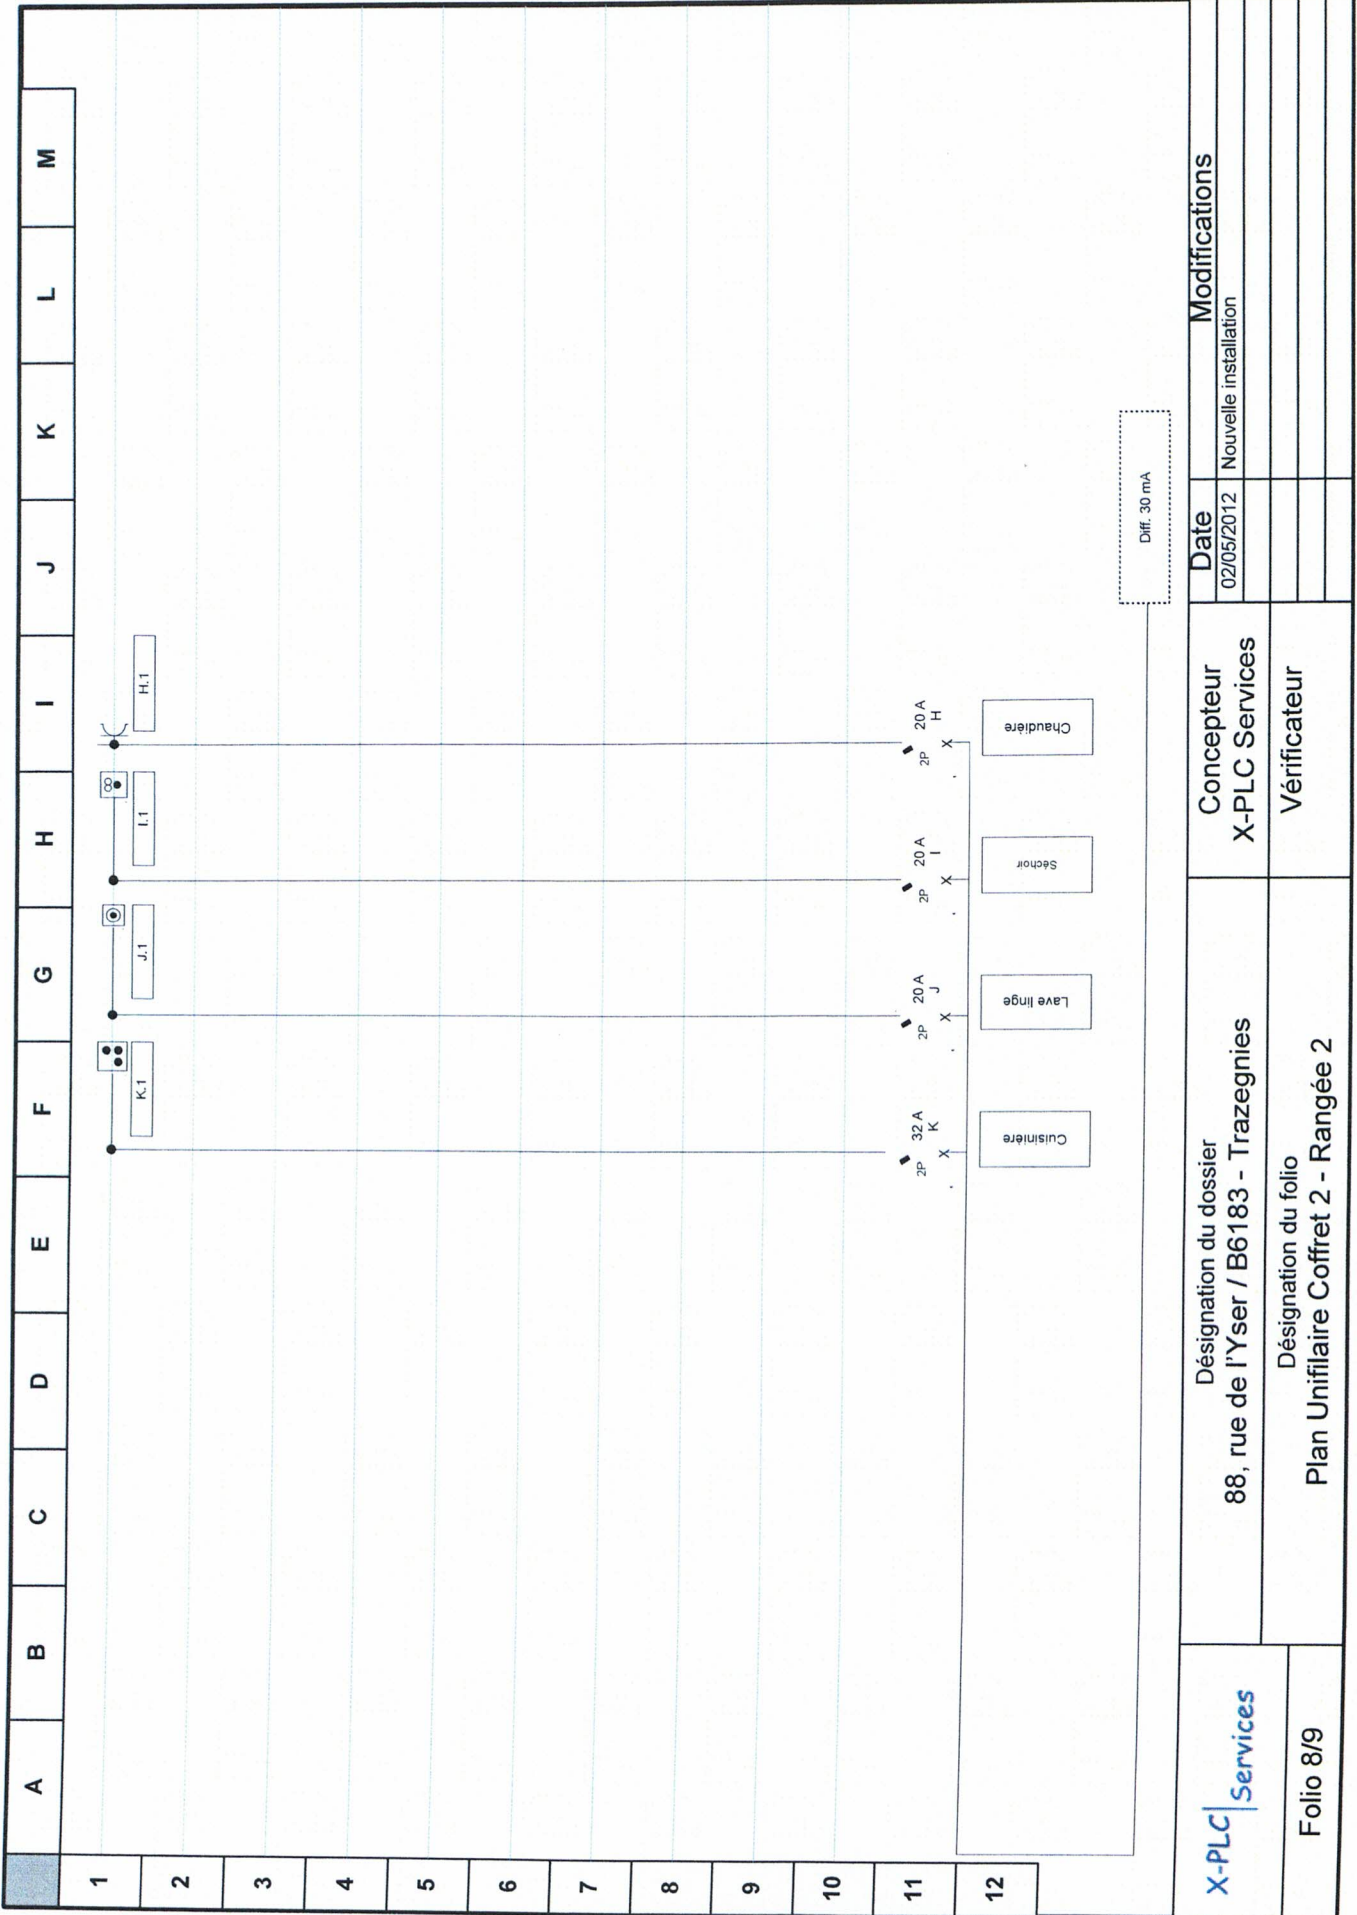 A B C D E F G H I J K L M
1
2
3
4
5
6
7
8
9
10
11
12
K.1
J.1
I.1
H.1
2P
32 A
K
2P
20 A
J
2P
20 A
I
2P
20 A
H
Cuisinière
Lave linge
Séchoir
Chaudière
Diff. 30 mA
X-PLC Services
Folio 8/9
Désignation du dossier
88, rue de l'Yser / B6183 - Trazegnies
Désignation du folio
Plan Unifilaire Coffret 2 - Rangée 2
Concepteur
X-PLC Services
Vérificateur
Date
Modifications
02/05/2012
Nouvelle installation